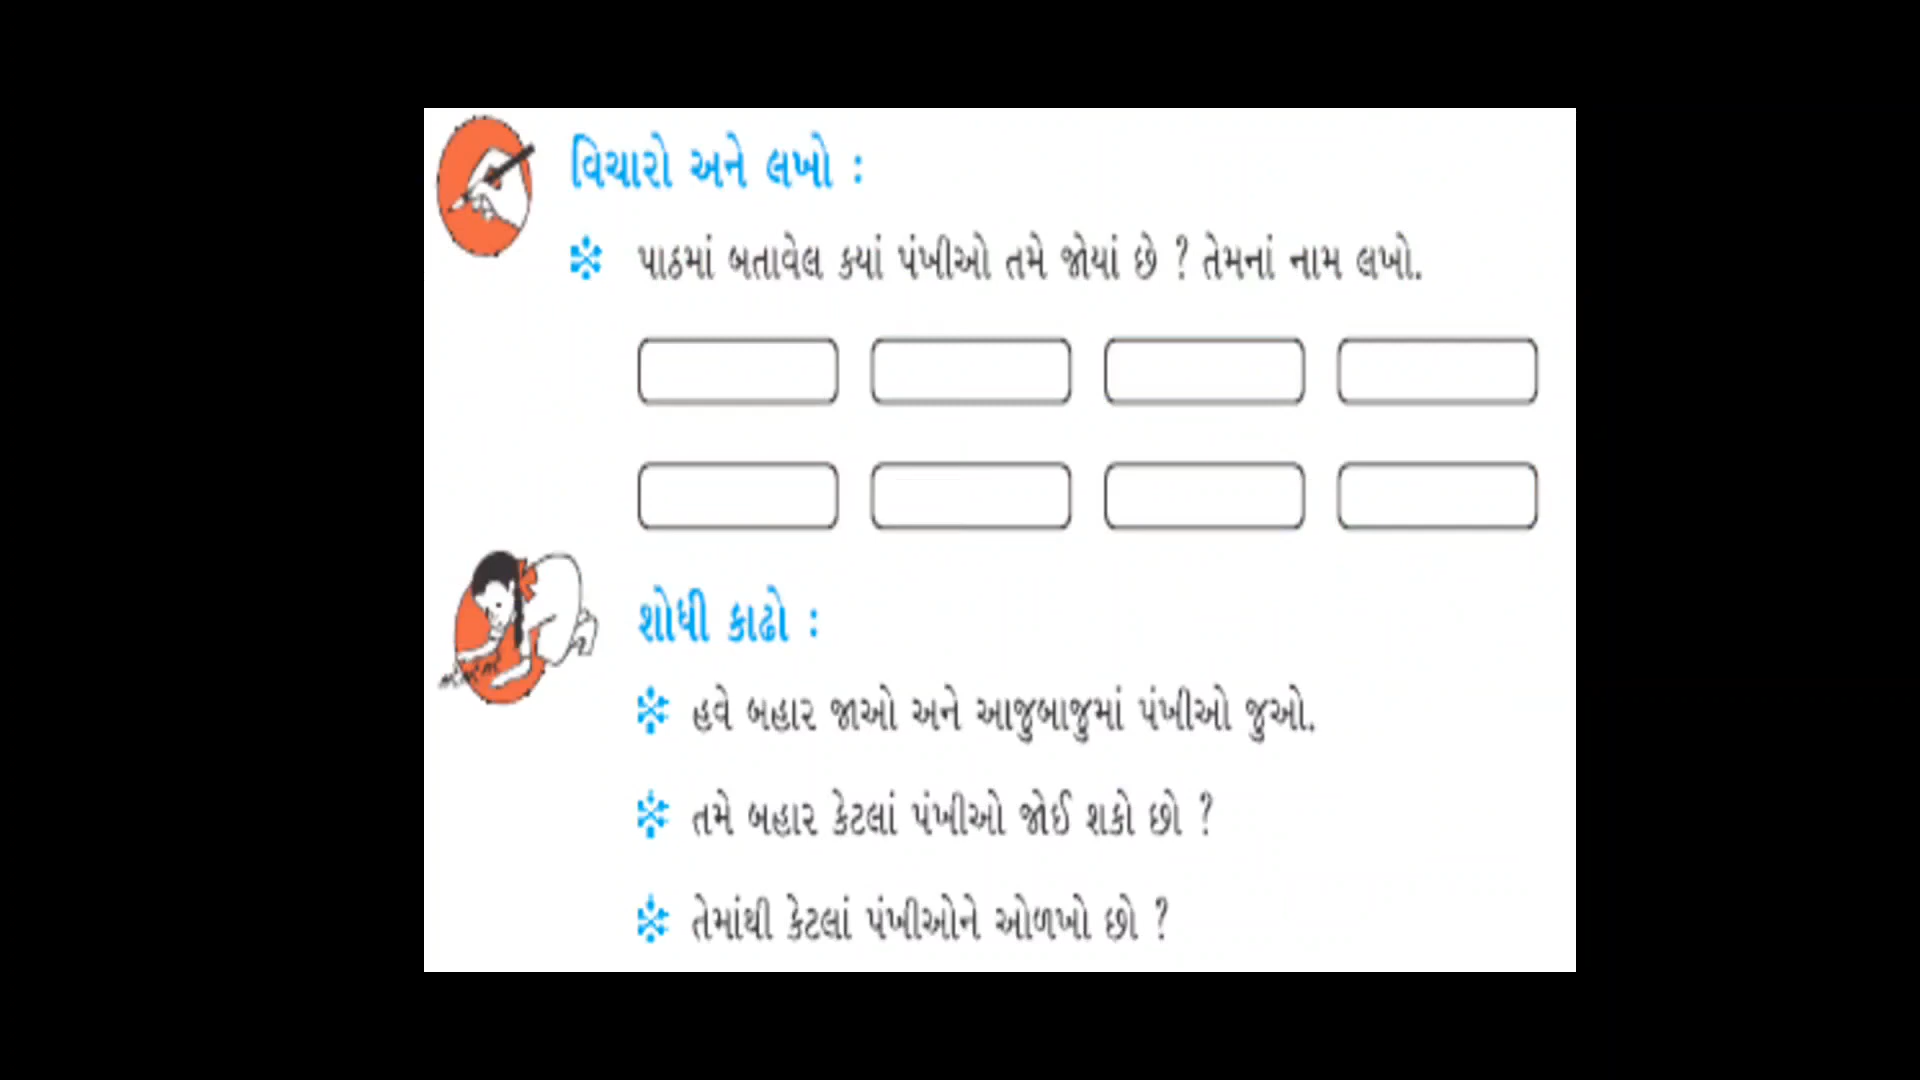 વિચારો અને લખો :
પાઠમાં બતાવેલ કયાં પંખીઓ તમે જોયાં છે ? તેમનાં નામ લખો.
શોધી કાઢો :
હવે બહાર જાઓ અને આજુબાજુમાં પંખીઓ જુઓ.
તમે બહાર કેટલાં પંખીઓ જોઈ શકો છો ?
તેમાંથી કેટલાં પંખીઓને ઓળખો છો ?